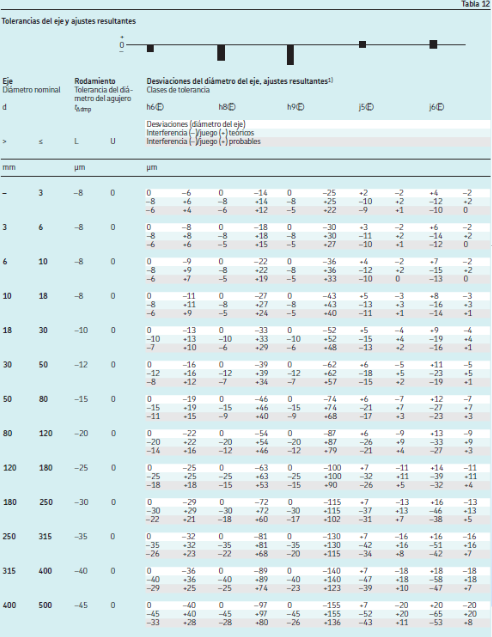 Tabla 12
Tolerancias del eje y ajustes resultantes
+
0
−
Eje Rodamiento Desviaciones del diámetro del eje, ajustes resultantes1)
Diámetro nominal Tolerancia del diámetro del agujero Clases de tolerancia
d tΔdmp h6Ⓔ h8Ⓔ h9Ⓔ j5Ⓔ j6Ⓔ
Desviaciones (diámetro del eje)
Interferencia (−)/juego (+) teóricos
> ≤ L U Interferencia (−)/juego (+) probables
mm μm μm
– 3 −8 0 0 −6 0 −14 0 −25 +2 −2 +4 −2
−8 +6 −8 +14 −8 +25 −10 +2 −12 +2
−6 +4 −6 +12 −5 +22 −9 +1 −10 0
3 6 −8 0 0 −8 0 −18 0 −30 +3 −2 +6 −2
−8 +8 −8 +18 −8 +30 −11 +2 −14 +2
−6 +6 −5 +15 −5 +27 −10 +1 −12 0
6 10 −8 0 0 −9 0 −22 0 −36 +4 −2 +7 −2
−8 +9 −8 +22 −8 +36 −12 +2 −15 +2
−6 +7 −5 +19 −5 +33 −10 0 −13 0
10 18 −8 0 0 −11 0 −27 0 −43 +5 −3 +8 −3
−8 +11 −8 +27 −8 +43 −13 +3 −16 +3
−6 +9 −5 +24 −5 +40 −11 +1 −14 +1
18 30 −10 0 0 −13 0 −33 0 −52 +5 −4 +9 −4
−10 +13 −10 +33 −10 +52 −15 +4 −19 +4
−7 +10 −6 +29 −6 +48 −13 +2 −16 +1
30 50 −12 0 0 −16 0 −39 0 −62 +6 −5 +11 −5
−12 +16 −12 +39 −12 +62 −18 +5 −23 +5
−8 +12 −7 +34 −7 +57 −15 +2 −19 +1
50 80 −15 0 0 −19 0 −46 0 −74 +6 −7 +12 −7
−15 +19 −15 +46 −15 +74 −21 +7 −27 +7
−11 +15 −9 +40 −9 +68 −17 +3 −23 +3
80 120 −20 0 0 −22 0 −54 0 −87 +6 −9 +13 −9
−20 +22 −20 +54 −20 +87 −26 +9 −33 +9
−14 +16 −12 +46 −12 +79 −21 +4 −27 +3
120 180 −25 0 0 −25 0 −63 0 −100 +7 −11 +14 −11
−25 +25 −25 +63 −25 +100 −32 +11 −39 +11
−18 +18 −15 +53 −15 +90 −26 +5 −32 +4
180 250 −30 0 0 −29 0 −72 0 −115 +7 −13 +16 −13
−30 +29 −30 +72 −30 +115 −37 +13 −46 +13
−22 +21 −18 +60 −17 +102 −31 +7 −38 +5
250 315 −35 0 0 −32 0 −81 0 −130 +7 −16 +16 −16
−35 +32 −35 +81 −35 +130 −42 +16 −51 +16
−26 +23 −22 +68 −20 +115 −34 +8 −42 +7
315 400 −40 0 0 −36 0 −89 0 −140 +7 −18 +18 −18
−40 +36 −40 +89 −40 +140 −47 +18 −58 +18
−29 +25 −25 +74 −23 +123 −39 +10 −47 +7
400 500 −45 0 0 −40 0 −97 0 −155 +7 −20 +20 −20
−45 +40 −45 +97 −45 +155 −52 +20 −65 +20
−33 +28 −28 +80 −26 +136 −43 +11 −53 +8